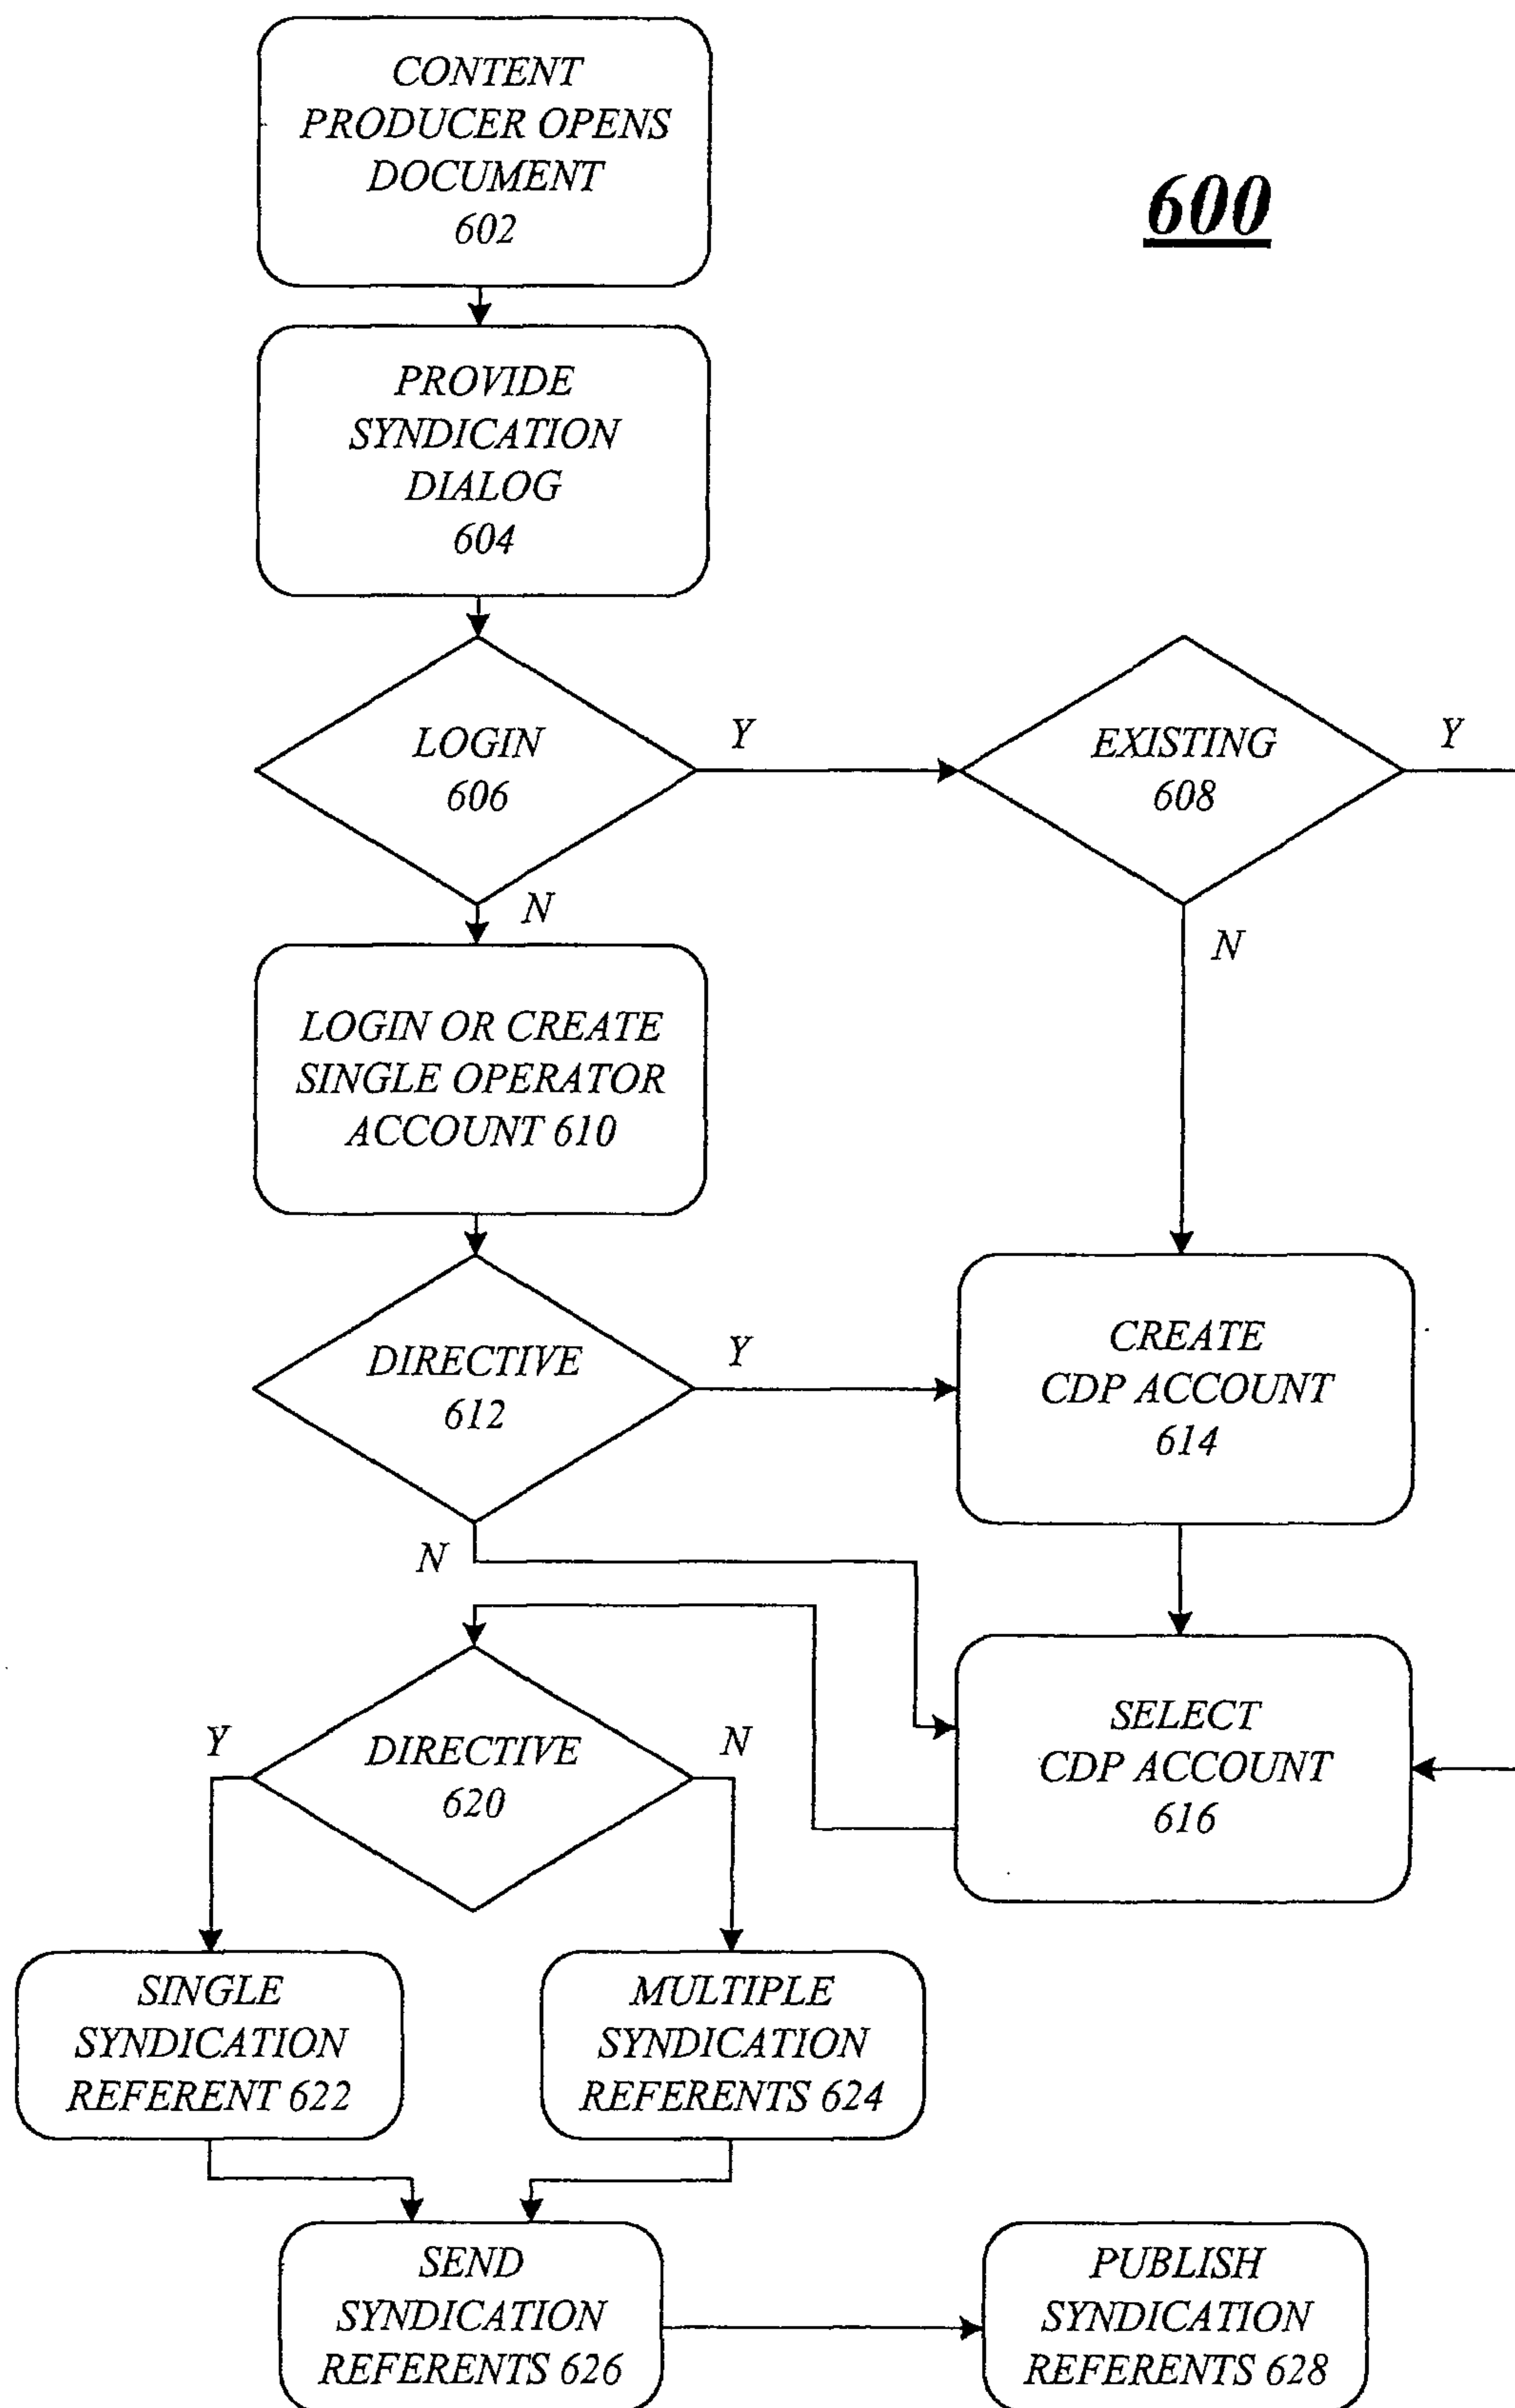 CONTENT
PRODUCER OPENS
DOCUMENT
602
600
PROVIDE
SYNDICATION
DIALOG
604
LOGIN
606
Y
EXISTING
608
Y
N
N
LOGIN OR CREATE
SINGLE OPERATOR
ACCOUNT 610
DIRECTIVE
612
Y
CREATE
CDP ACCOUNT
614
N
DIRECTIVE
620
Y
N
SELECT
CDP ACCOUNT
616
SINGLE
SYNDICATION
REFERENT 622
MULTIPLE
SYNDICATION
REFERENTS 624
SEND
SYNDICATION
REFERENTS 626
PUBLISH
SYNDICATION
REFERENTS 628